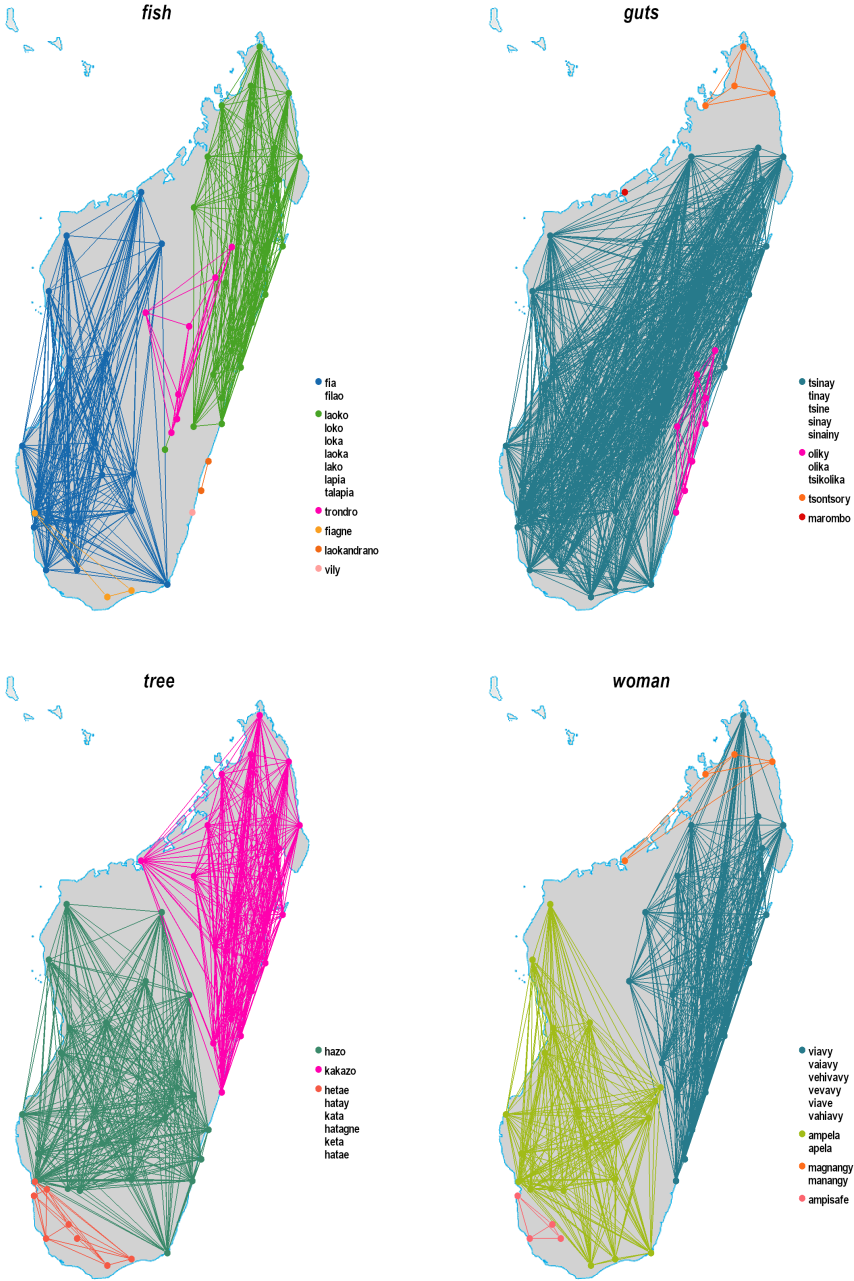 fish
fia
filao
laoko
loko
loka
laoka
lako
lapia
talapia
trondro
fiagne
laokandrano
vily
guts
tsinay
tinay
tsine
sinay
sinainy
oliky
olika
tsikolika
tsontsory
marombo
tree
hazo
kakazo
hetae
hatay
kata
hatagne
keta
hatae
woman
viavy
vaiavy
vehivavy
vevavy
viave
vahiavy
ampela
apela
magnangy
manangy
ampisafe